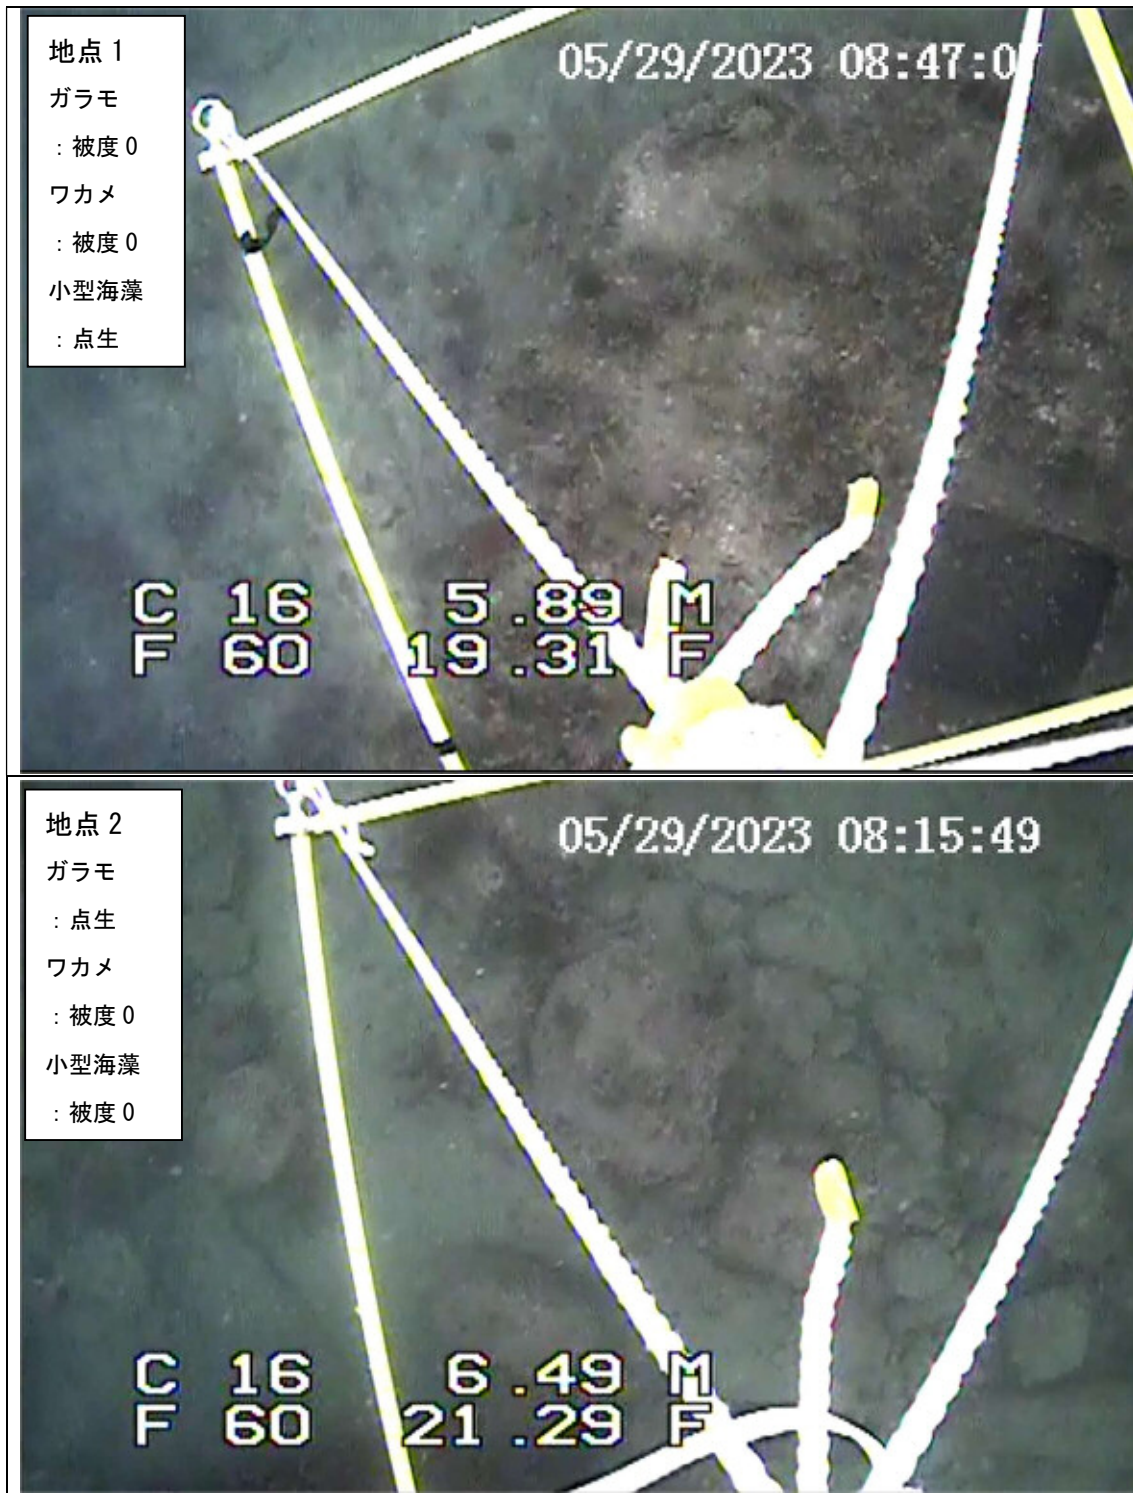 地点 1
ガラモ
：被度 0
ワカメ
：被度 0
小型海藻
：点生
05/29/2023 08:47:07
C 16 5.89 M
F 60 19.31 F
地点 2
ガラモ
：点生
ワカメ
：被度 0
小型海藻
：被度 0
05/29/2023 08:15:49
C 16 6.49 M
F 60 21.29 F